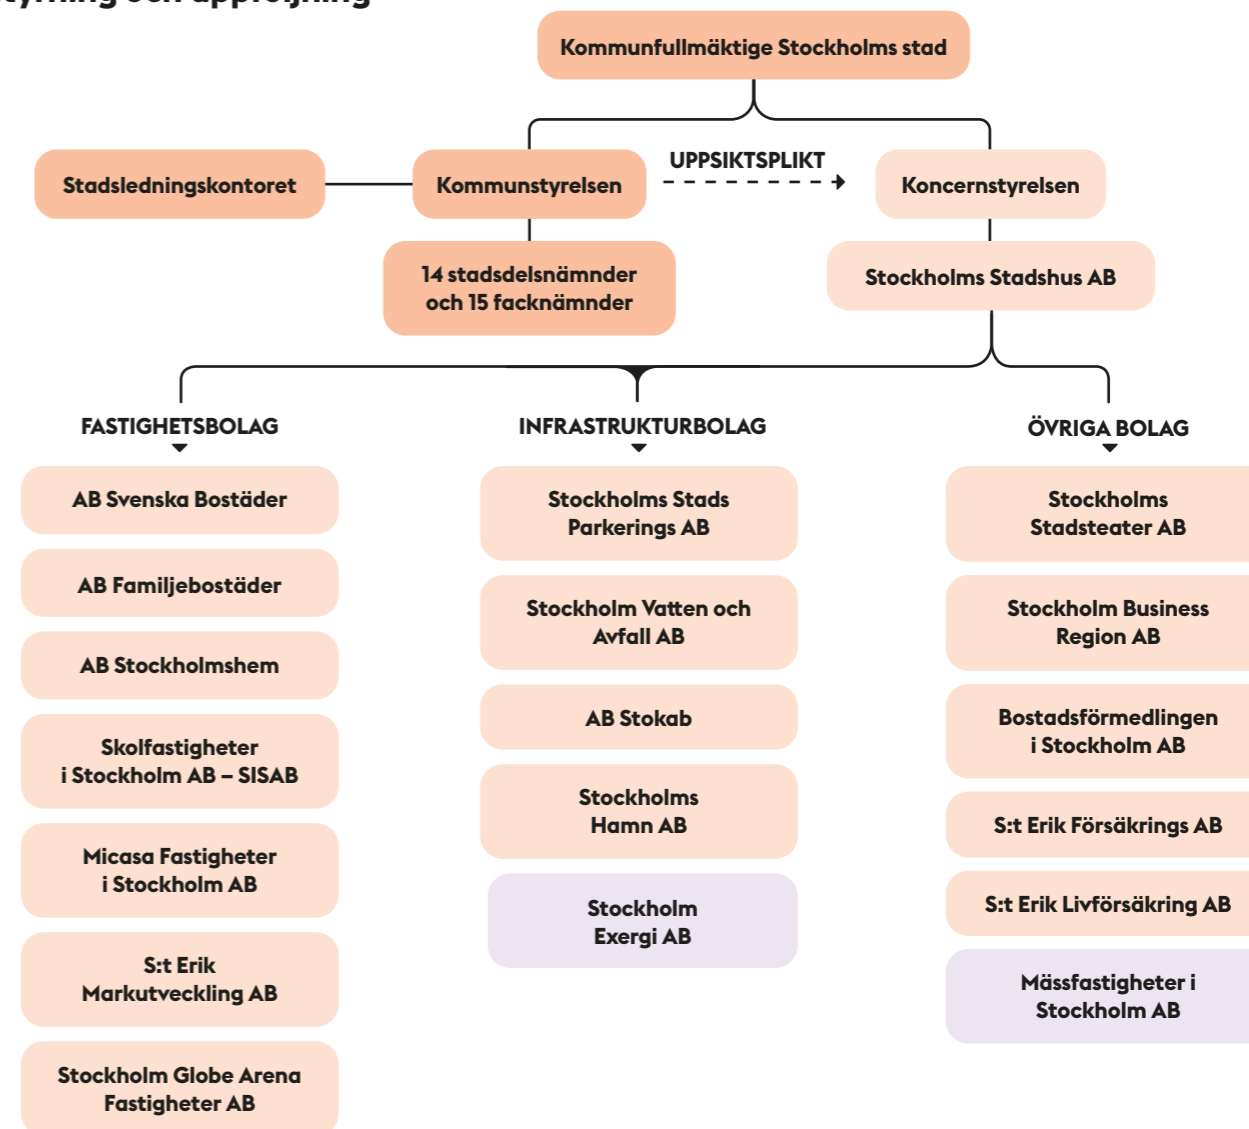 styrning och uppföljning
Kommunfullmäktige Stockholms stad
Stadsledningskontoret
Kommunstyrelsen
UPPSIKTSPLIKT
Koncernstyrelsen
14 stadsdelsnämnder
och 15 facknämnder
Stockholms Stadshus AB
FASTIGHETSBOLAG
AB Svenska Bostäder
AB Familjebostäder
AB Stockholmshem
Skolfastigheter
i Stockholm AB – SISAB
Micasa Fastigheter
i Stockholm AB
S:t Erik
Markutveckling AB
Stockholm Globe Arena
Fastigheter AB
INFRASTRUKTURBOLAG
Stockholms Stads
Parkerings AB
Stockholm Vatten och
Avfall AB
AB Stokab
Stockholms
Hamn AB
Stockholm
Exergi AB
ÖVRIGA BOLAG
Stockholms
Stadsteater AB
Stockholm Business
Region AB
Bostadsförmedlingen
i Stockholm AB
S:t Erik Försäkrings AB
S:t Erik Livförsäkring AB
Mässfastigheter i
Stockholm AB